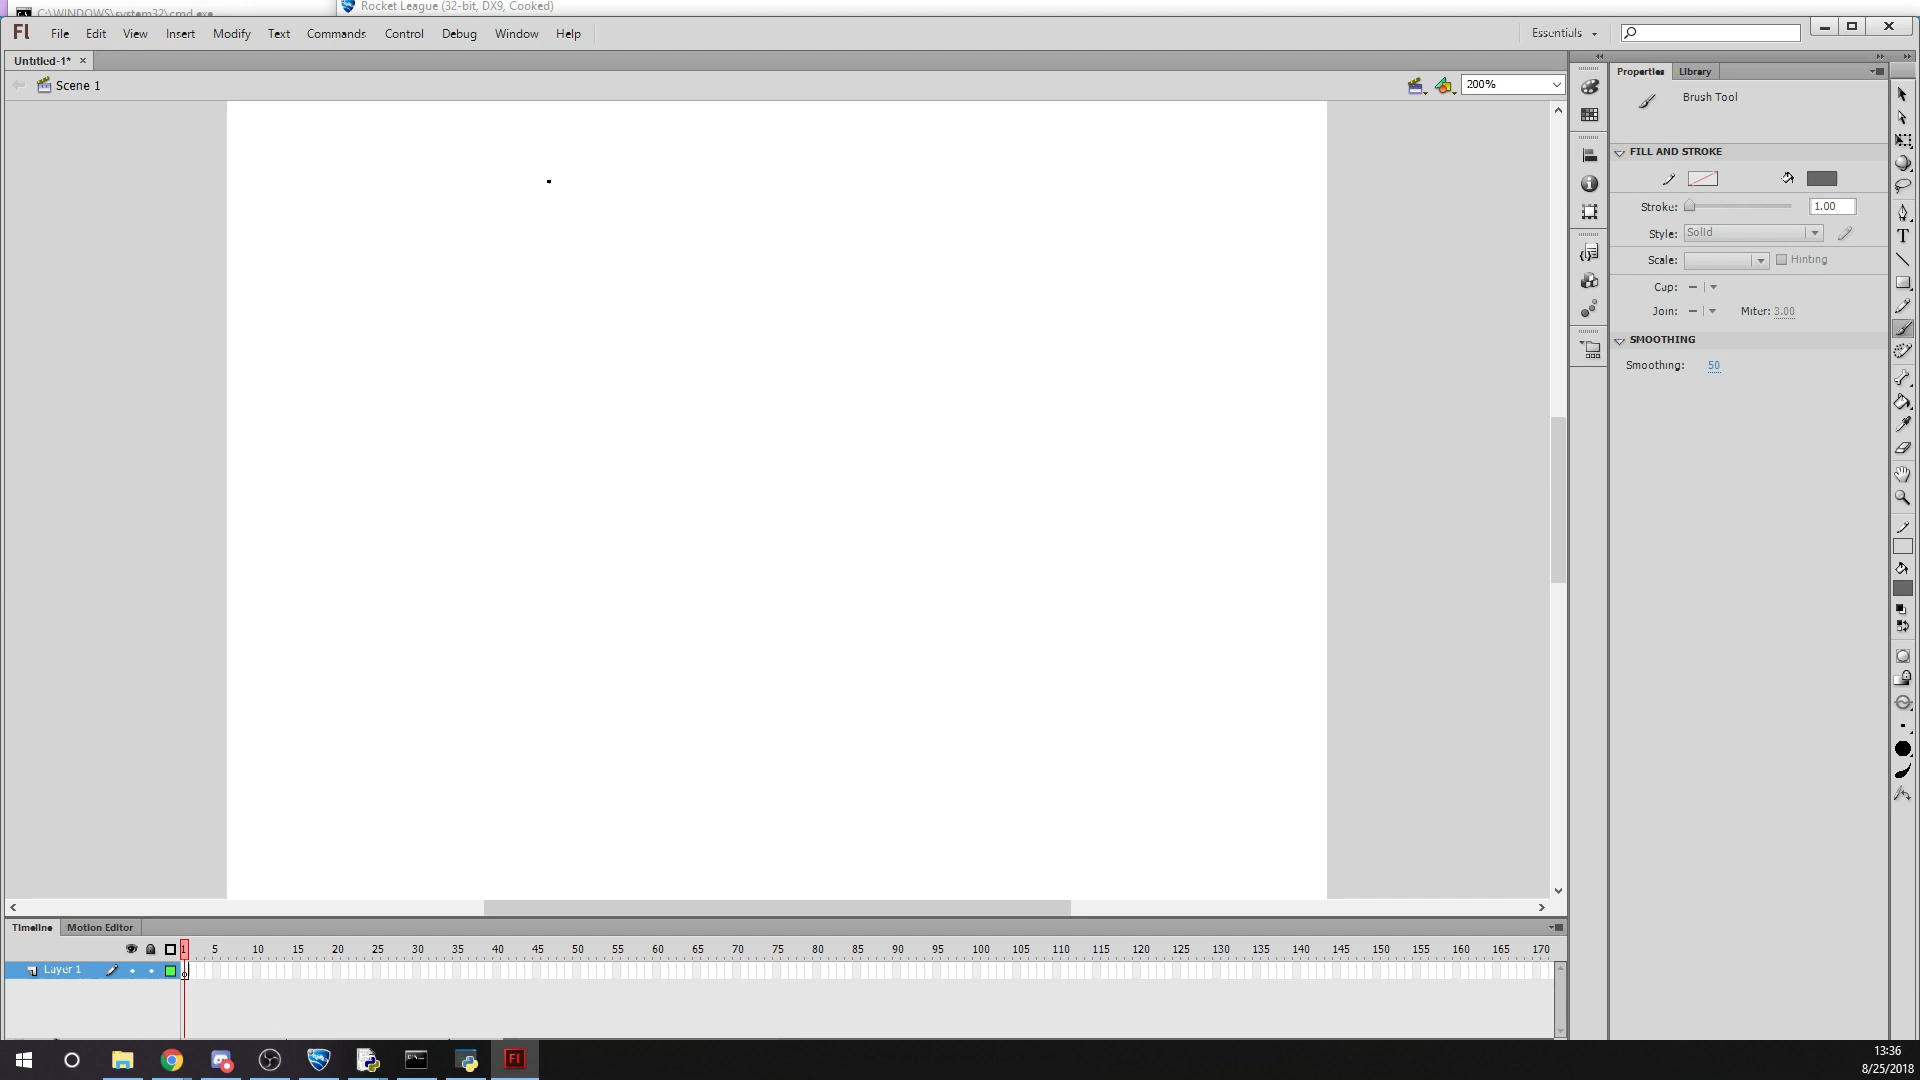 C:\WINDOWS\system32\cmd.exe
Rocket League (32-bit, DX9, Cooked)
Fl File Edit View Insert Modify Text Commands Control Debug Window Help Essentials
Untitled-1* ×
Scene 1 200%
Properties Library
Brush Tool
FILL AND STROKE
Stroke: 1.00
Style: Solid
Scale: Hinting
Cap:
Join: Miter: 3.00
SMOOTHING
Smoothing: 50
T
Timeline Motion Editor
1 5 10 15 20 25 30 35 40 45 50 55 60 65 70 75 80 85 90 95 100 105 110 115 120 125 130 135 140 145 150 155 160 165 170
Layer 1
Fl
13:36
8/25/2018